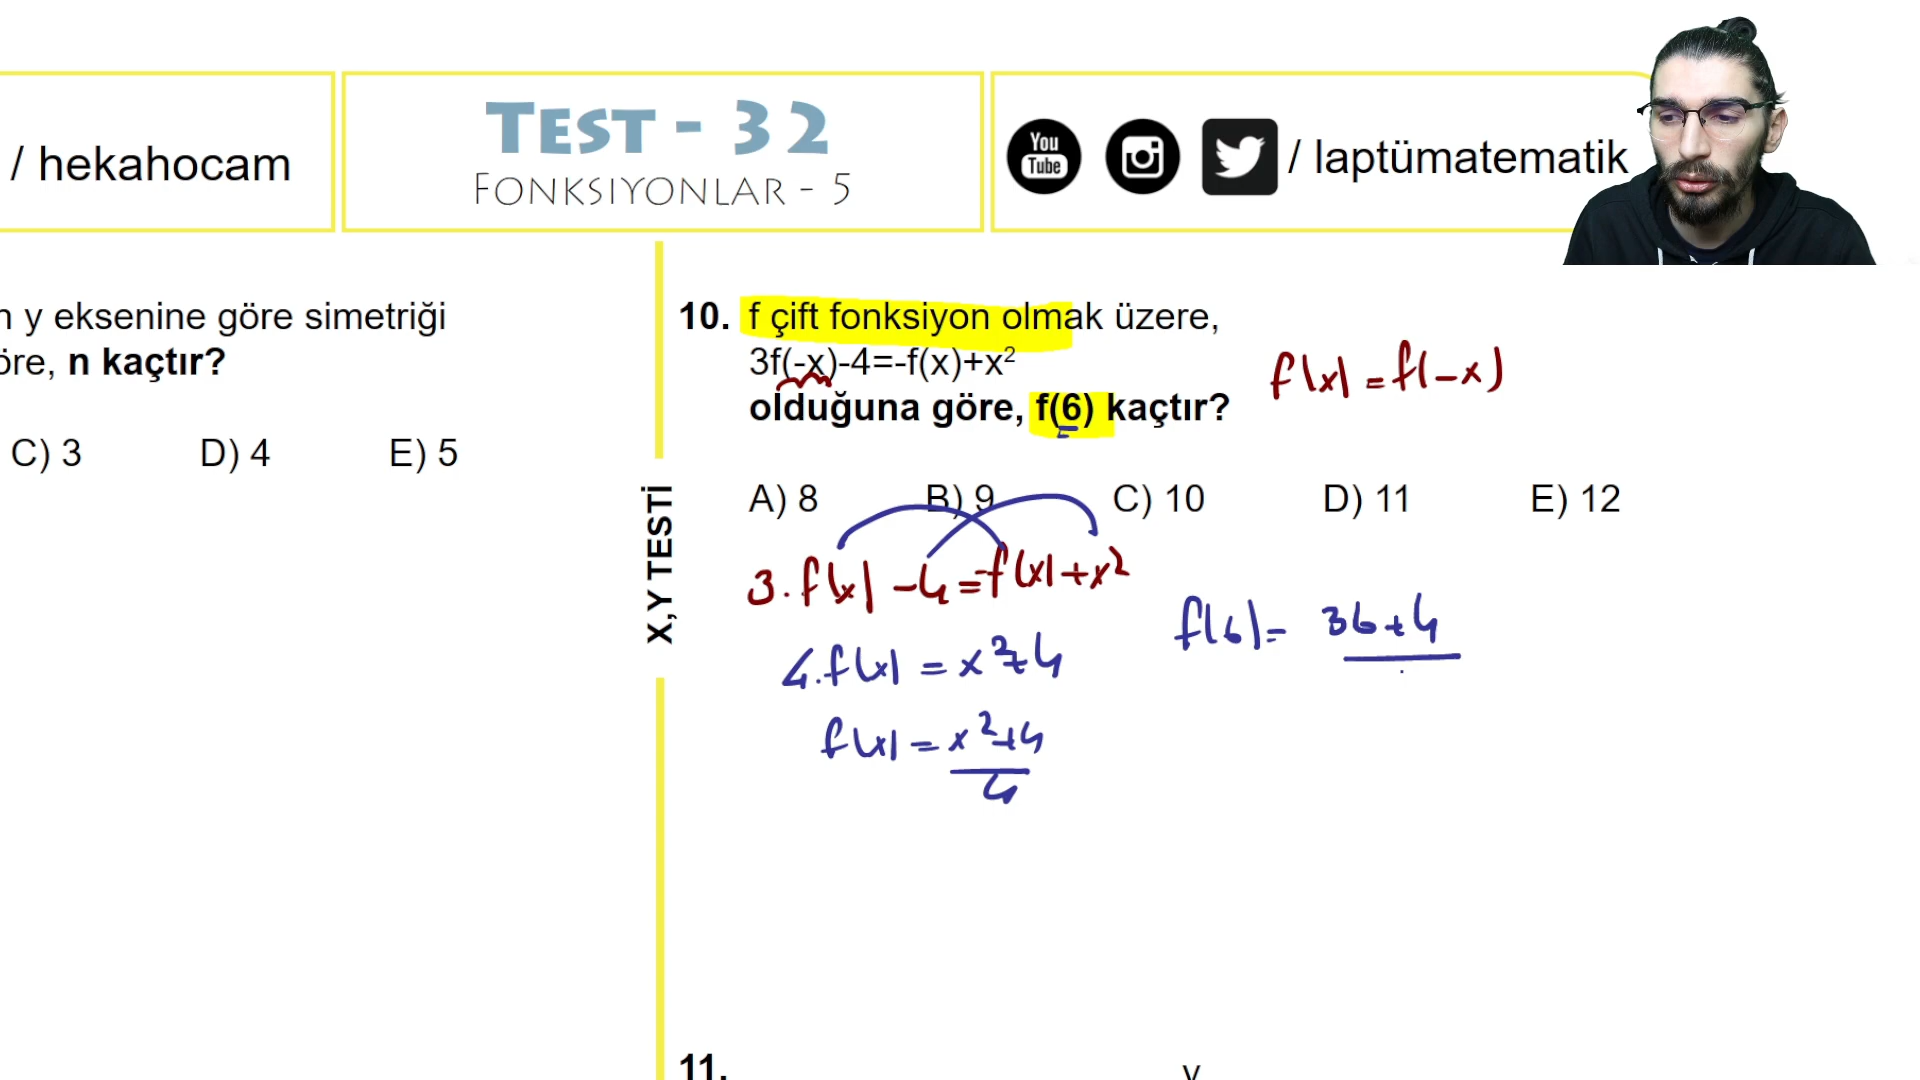 / hekahocam
TEST - 32
FONKSIYONLAR - 5
You
Tube
/ laptümatematik
n y eksenine göre simetriği
öre, n kaçtır?
C) 3 D) 4 E) 5
X,Y TESTİ
10. f çift fonksiyon olmak üzere,
3f(-x)-4=-f(x)+x²
olduğuna göre, f(6) kaçtır?
f(x) = f(-x)
A) 8 B) 9 C) 10 D) 11 E) 12
3.f(x) - 4 = -f(x) + x²
4.f(x) = x² + 4
f(x) = x² + 4
4
f(6) = 36 + 4
11.
y